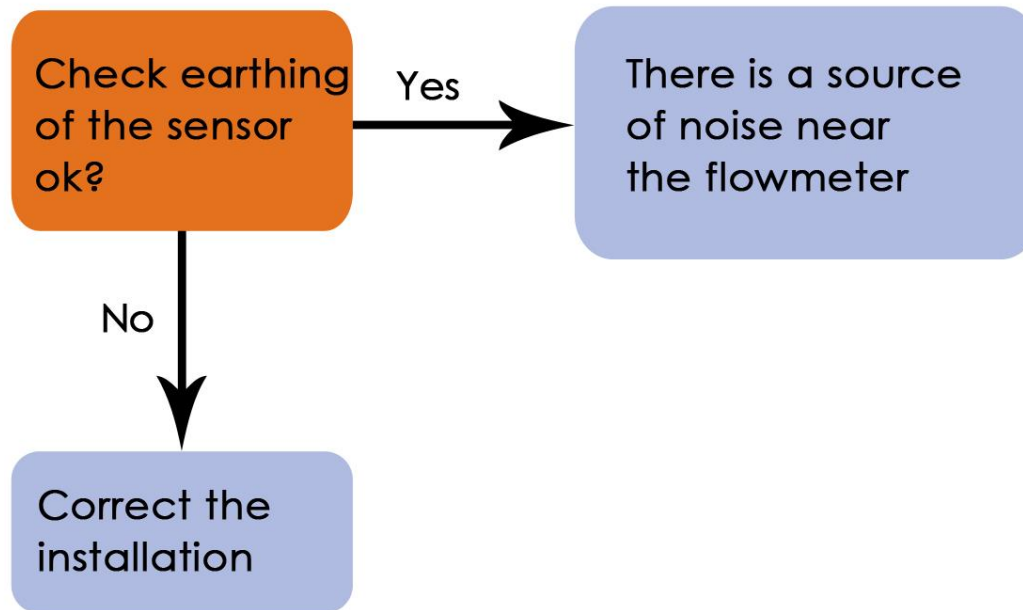 Check earthing
of the sensor
ok?
Yes
There is a source
of noise near
the flowmeter
No
Correct the
installation